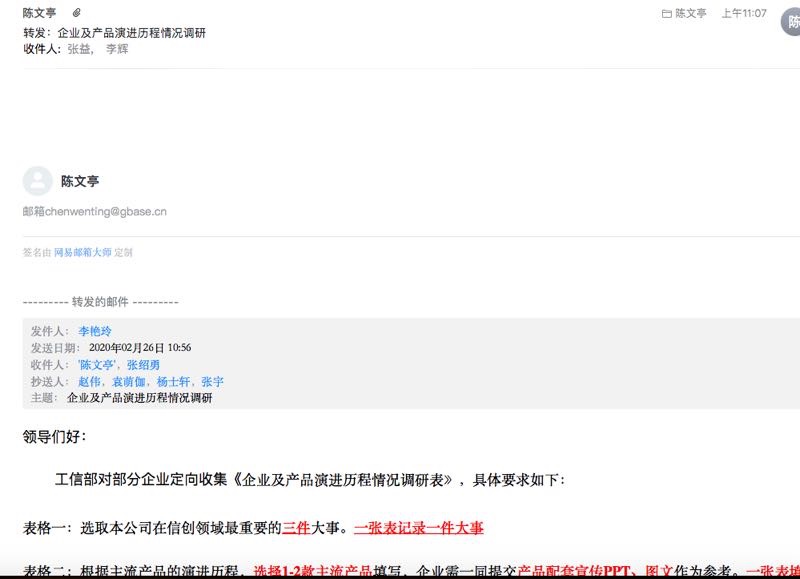 陈文亭
陈文亭 上午11:07
陈
转发：企业及产品演进历程情况调研
收件人：张益， 李辉
陈文亭
邮箱chenwenting@gbase.cn
签名由 网易邮箱大师 定制
--------- 转发的邮件 ---------
发件人： 李艳玲
发送日期： 2020年02月26日 10:56
收件人： '陈文亭'，张绍勇
抄送人： 赵伟，袁萌伽，杨士轩，张宇
主题： 企业及产品演进历程情况调研
领导们好：
工信部对部分企业定向收集《企业及产品演进历程情况调研表》，具体要求如下：
表格一：选取本公司在信创领域最重要的三件大事。一张表记录一件大事
表格二：根据主流产品的演进历程，选择1-2款主流产品填写，企业需一同提交产品配套宣传PPT、图文作为参考。一张表填